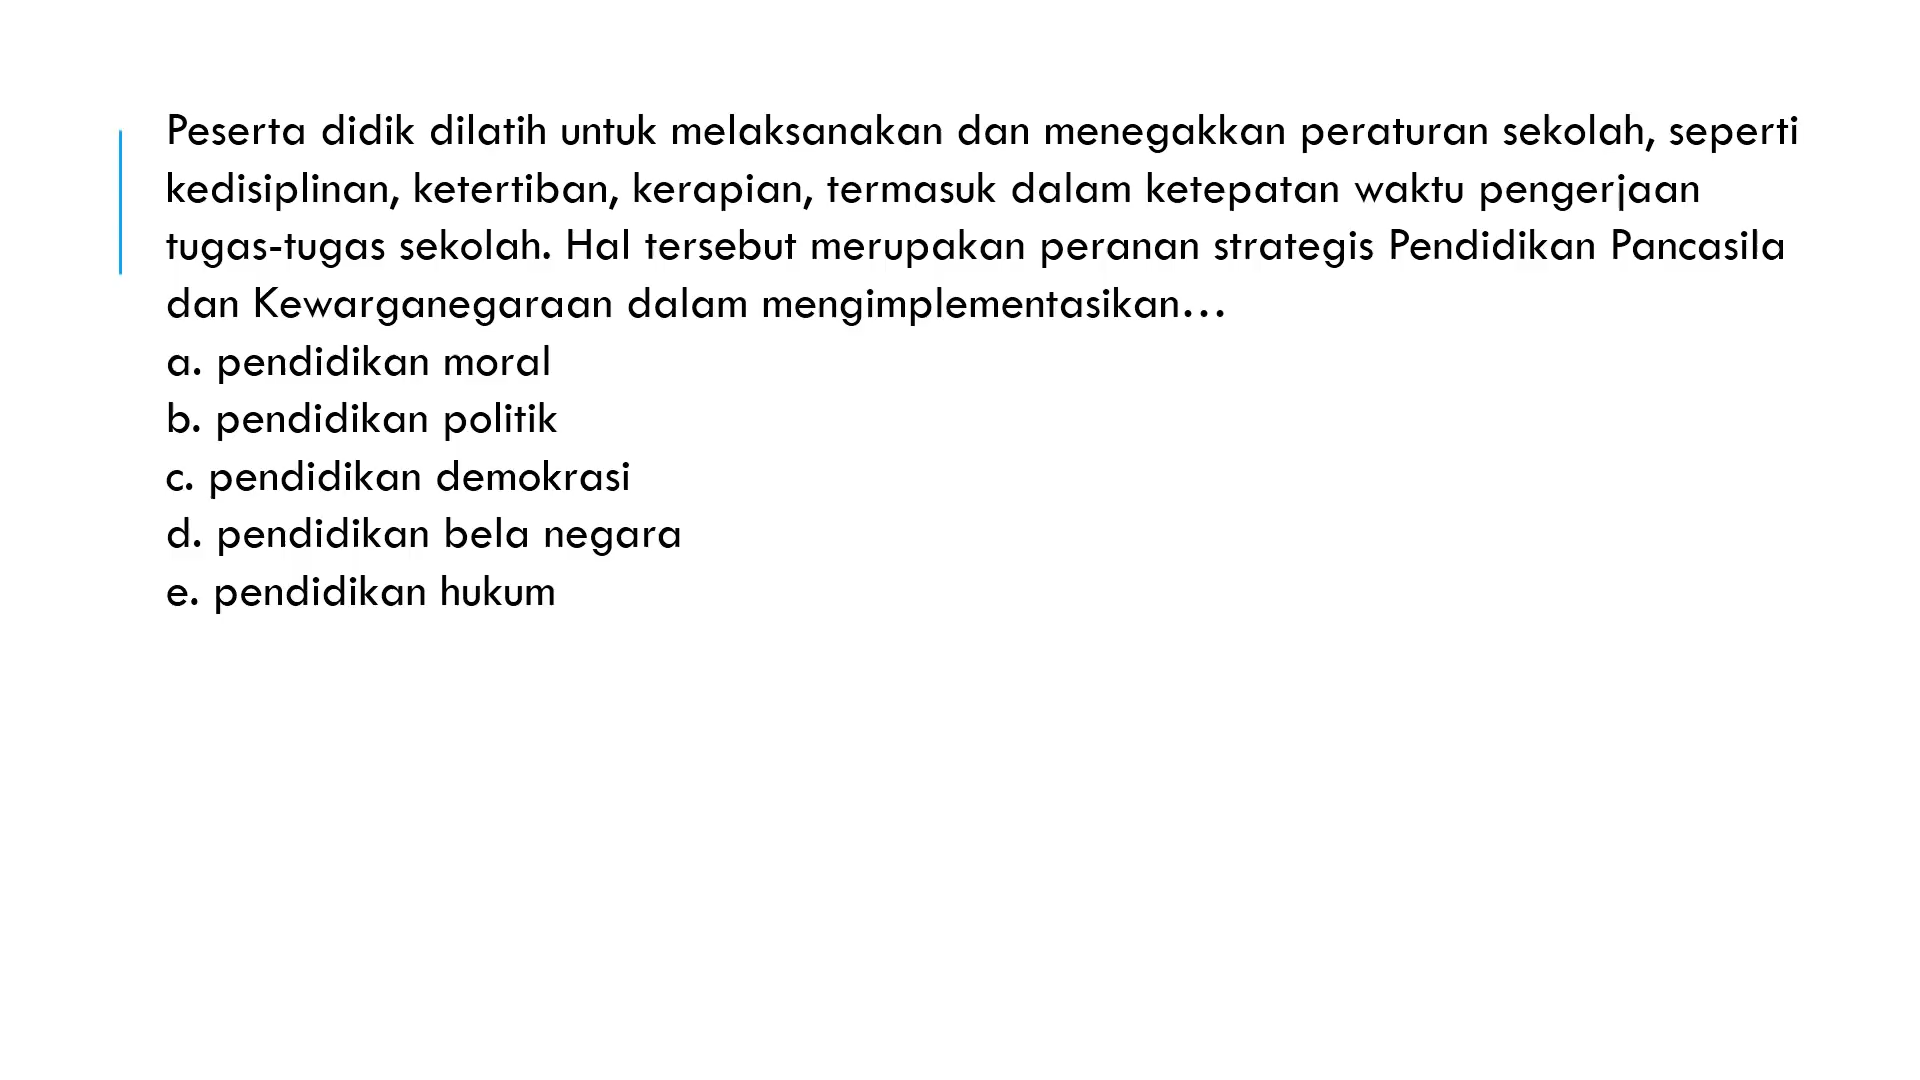 Peserta didik dilatih untuk melaksanakan dan menegakkan peraturan sekolah, seperti
kedisiplinan, ketertiban, kerapian, termasuk dalam ketepatan waktu pengerjaan
tugas-tugas sekolah. Hal tersebut merupakan peranan strategis Pendidikan Pancasila
dan Kewarganegaraan dalam mengimplementasikan...
a. pendidikan moral
b. pendidikan politik
c. pendidikan demokrasi
d. pendidikan bela negara
e. pendidikan hukum